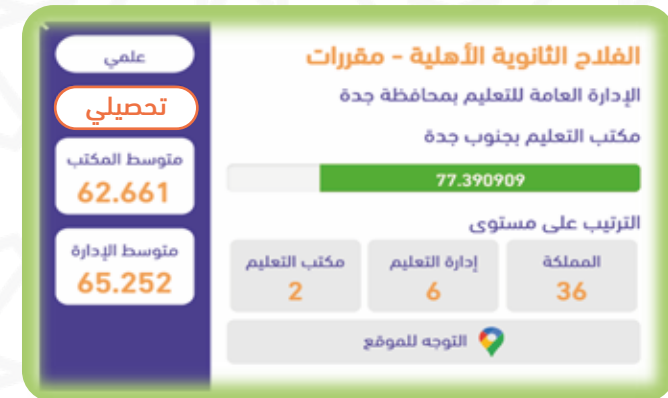 الفلاح الثانوية الأهلية - مقررات
الإدارة العامة للتعليم بمحافظة جدة
مكتب التعليم بجنوب جدة
77.390909
الترتيب على مستوى
المملكة
36
إدارة التعليم
6
مكتب التعليم
2
التوجه للموقع
علمي
تحصيلي
متوسط المكتب
62.661
متوسط الإدارة
65.252